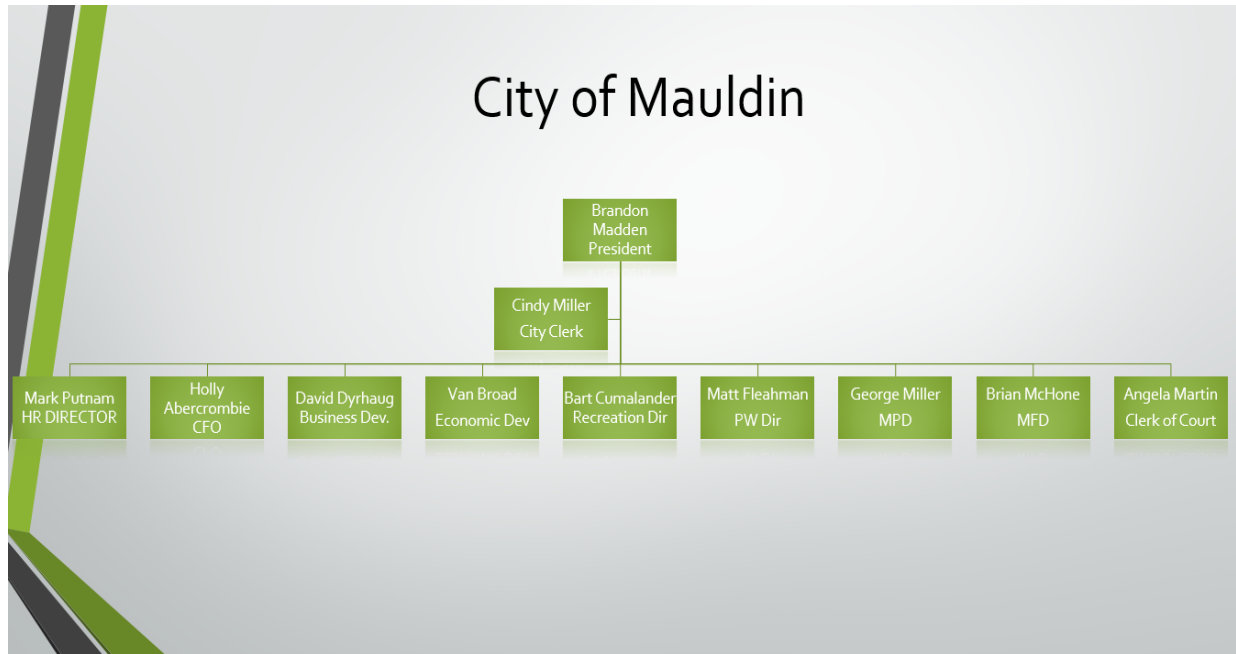 City of Mauldin
Brandon
Madden
President
Cindy Miller
City Clerk
Mark Putnam
HR DIRECTOR
Holly
Abercrombie
CFO
David Dyrhaug
Business Dev.
Van Broad
Economic Dev
Bart Cumalander
Recreation Dir
Matt Fleahman
PW Dir
George Miller
MPD
Brian McHone
MFD
Angela Martin
Clerk of Court